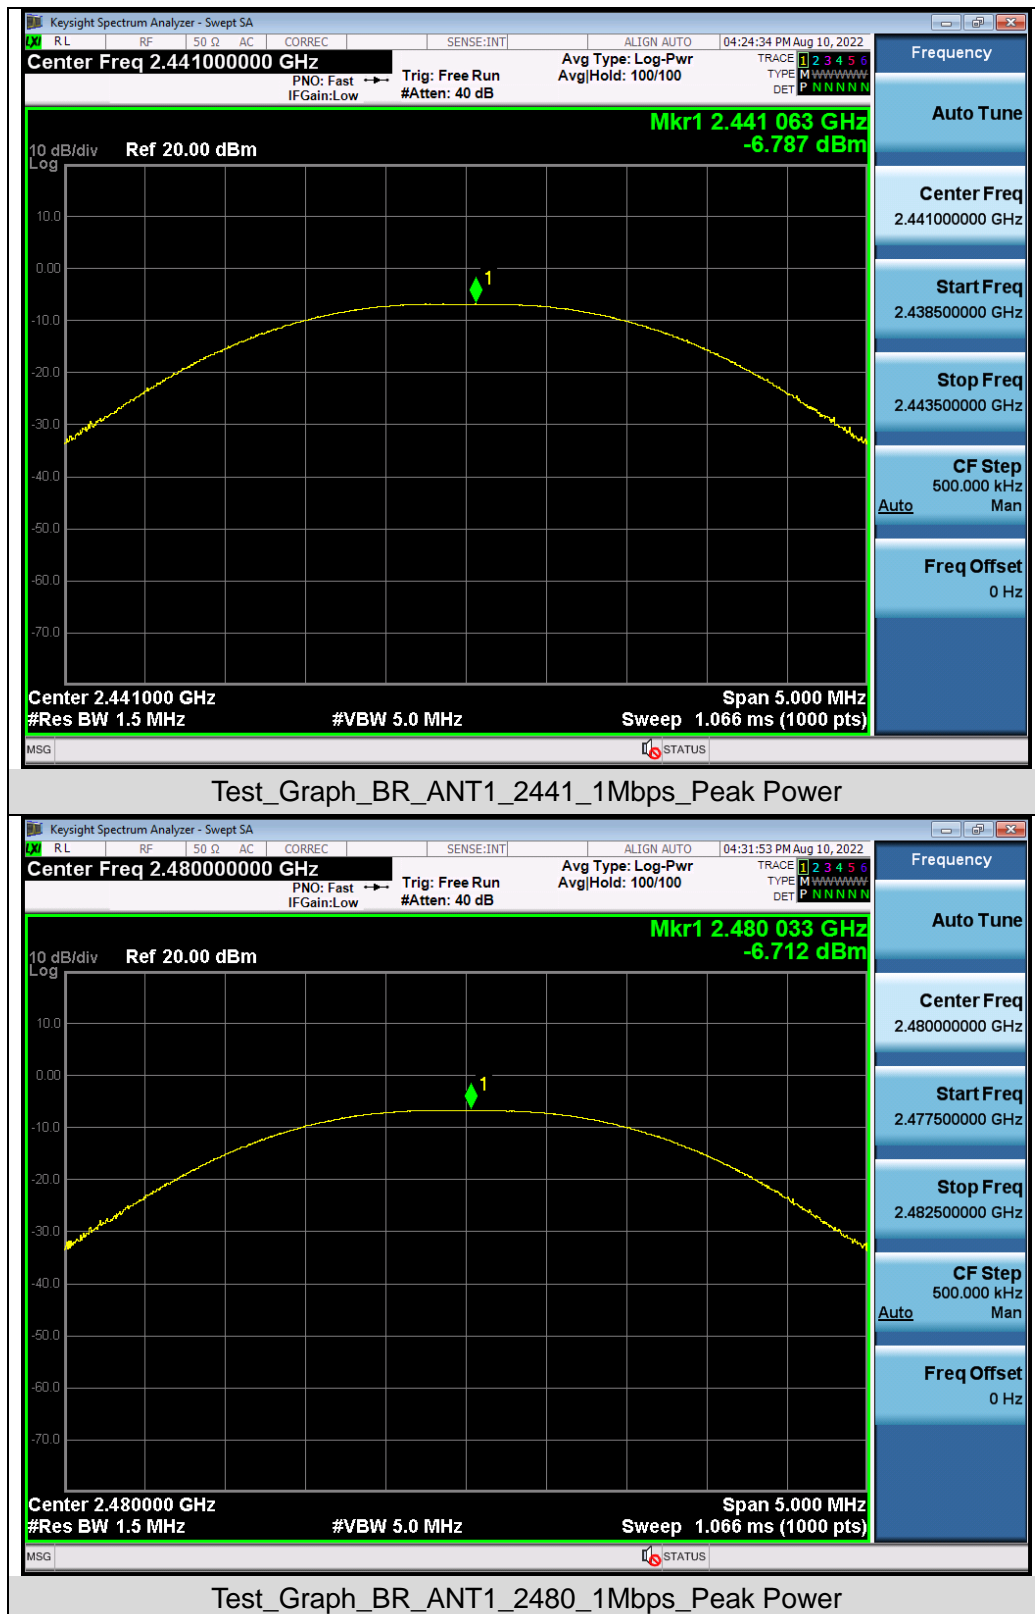 Keysight Spectrum Analyzer - Swept SA
LXI RL RF 50 Ω AC CORREC SENSE:INT ALIGN AUTO 04:24:34 PM Aug 10, 2022
Center Freq 2.441000000 GHz
PNO: Fast
IFGain:Low
Trig: Free Run
#Atten: 40 dB
Avg Type: Log-Pwr
Avg|Hold: 100/100
TRACE 1 2 3 4 5 6
TYPE M WWWWW
DET P N N N N N
Mkr1 2.441 063 GHz
-6.787 dBm
10 dB/div Ref 20.00 dBm
Log
10.0
0.00
1
-10.0
-20.0
-30.0
-40.0
-50.0
-60.0
-70.0
Center 2.441000 GHz Span 5.000 MHz
#Res BW 1.5 MHz #VBW 5.0 MHz Sweep 1.066 ms (1000 pts)
MSG STATUS
Frequency
Auto Tune
Center Freq
2.441000000 GHz
Start Freq
2.438500000 GHz
Stop Freq
2.443500000 GHz
CF Step
500.000 kHz
Auto Man
Freq Offset
0 Hz
Test_Graph_BR_ANT1_2441_1Mbps_Peak Power
Keysight Spectrum Analyzer - Swept SA
LXI RL RF 50 Ω AC CORREC SENSE:INT ALIGN AUTO 04:31:53 PM Aug 10, 2022
Center Freq 2.480000000 GHz
PNO: Fast
IFGain:Low
Trig: Free Run
#Atten: 40 dB
Avg Type: Log-Pwr
Avg|Hold: 100/100
TRACE 1 2 3 4 5 6
TYPE M WWWWW
DET P N N N N N
Mkr1 2.480 033 GHz
-6.712 dBm
10 dB/div Ref 20.00 dBm
Log
10.0
0.00
1
-10.0
-20.0
-30.0
-40.0
-50.0
-60.0
-70.0
Center 2.480000 GHz Span 5.000 MHz
#Res BW 1.5 MHz #VBW 5.0 MHz Sweep 1.066 ms (1000 pts)
MSG STATUS
Frequency
Auto Tune
Center Freq
2.480000000 GHz
Start Freq
2.477500000 GHz
Stop Freq
2.482500000 GHz
CF Step
500.000 kHz
Auto Man
Freq Offset
0 Hz
Test_Graph_BR_ANT1_2480_1Mbps_Peak Power